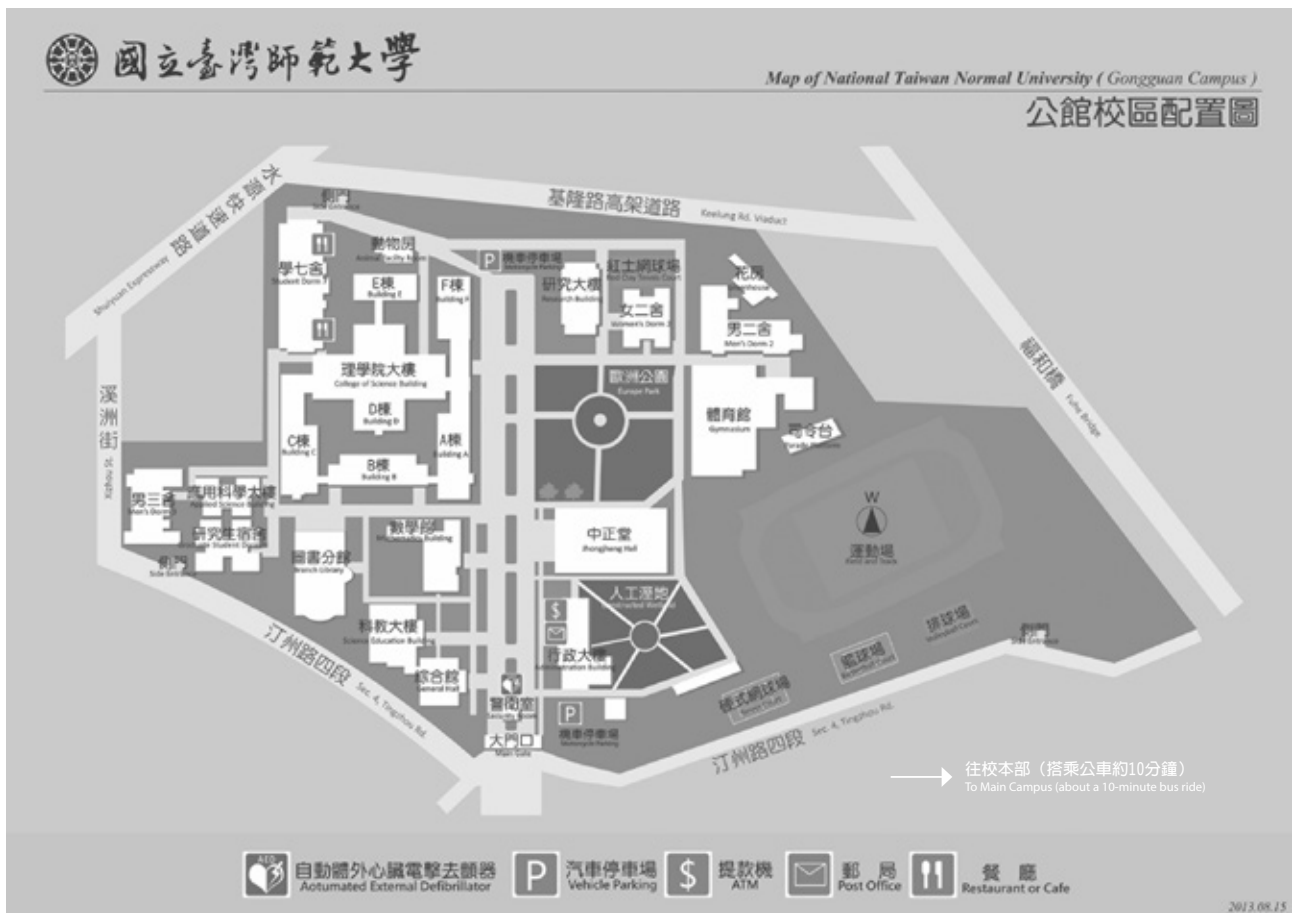 國立臺灣師範大學
Map of National Taiwan Normal University ( Gongguan Campus )
公館校區配置圖
水源快速道路
Shuiyuan Expressway
側門
Side Entrance
基隆路高架道路
Keelung Rd. Viaduct
動物房
Animal Facility Room
P
機車停車場
Motorcycle Parking
學七舍
Student Dorm 7
E棟
Building E
F棟
Building F
研究大樓
Research Building
紅土網球場
Red Clay Tennis Court
女二舍
Women's Dorm 2
花房
Greenhouse
男二舍
Men's Dorm 2
福和橋
Fuhe Bridge
理學院大樓
College of Science Building
歐洲公園
Europe Park
溪洲街
Xizhou St.
D棟
Building D
體育館
Gymnasium
司令台
C棟
Building C
A棟
Building A
B棟
Building B
男三舍
Men's Dorm 3
應用科學大樓
Applied Science Building
研究生宿舍
側門
Side Entrance
圖書分館
Branch Library
數學館
Mathematics Building
中正堂
Jhongjheng Hall
W
運動場
Field and Track
人工溼地
Constructed Wetland
$
科教大樓
Science Education Building
行政大樓
Administration Building
排球場
Volleyball Court
側門
Side Entrance
籃球場
Basketball Court
綜合館
General Hall
硬式網球場
Tennis Court
汀州路四段
Sec. 4, Tingzhou Rd.
警衛室
Security Room
P
機車停車場
Motorcycle Parking
大門口
Main Gate
汀州路四段
Sec. 4, Tingzhou Rd.
往校本部（搭乘公車約10分鐘）
To Main Campus (about a 10-minute bus ride)
AED
自動體外心臟電擊去顫器
Aotumated External Defibrillator
P
汽車停車場
Vehicle Parking
$
提款機
ATM
郵 局
Post Office
餐 廳
Restaurant or Cafe
2013.08.15